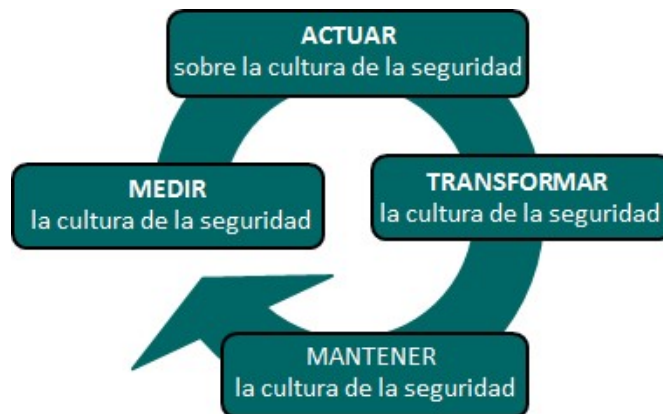 ACTUAR
sobre la cultura de la seguridad
MEDIR
la cultura de la seguridad
TRANSFORMAR
la cultura de la seguridad
MANTENER
la cultura de la seguridad